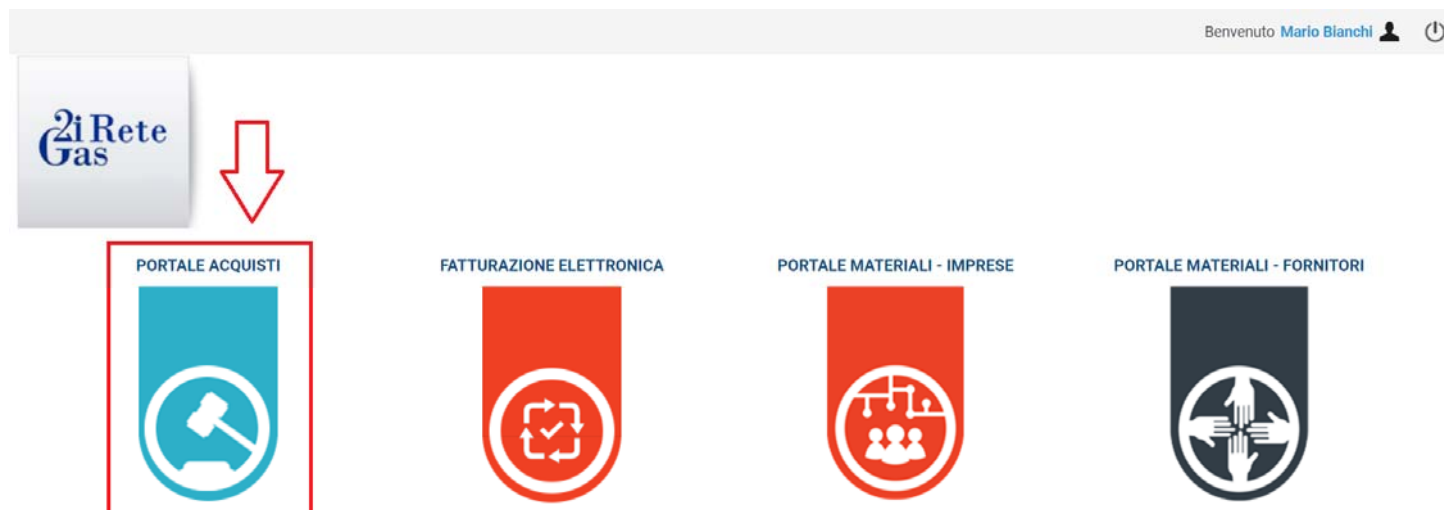 Benvenuto Mario Bianchi
2i Rete
Gas
PORTALE ACQUISTI
FATTURAZIONE ELETTRONICA
PORTALE MATERIALI - IMPRESE
PORTALE MATERIALI - FORNITORI